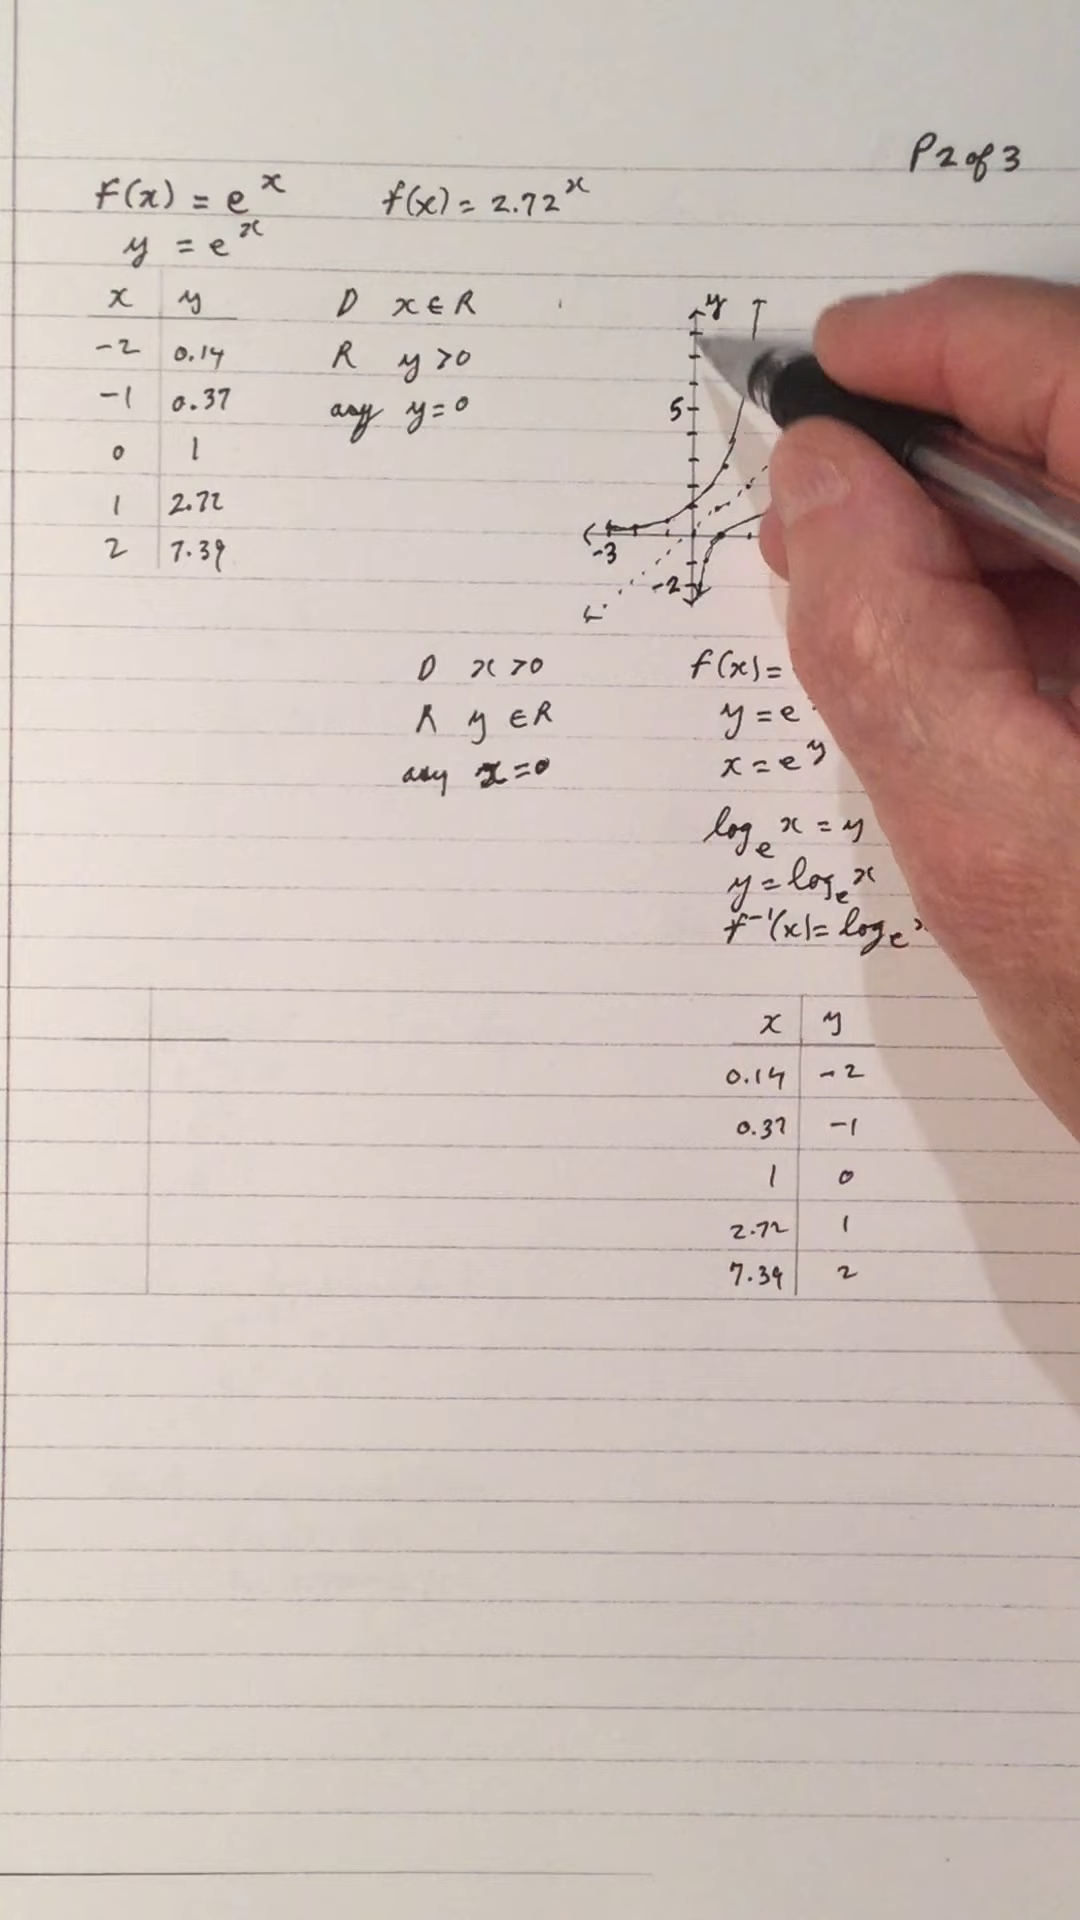 P2 of 3
f(x) = e^x    f(x) = 2.72^x
y = e^x
x | y
-2 | 0.14
-1 | 0.37
0 | 1
1 | 2.72
2 | 7.39
D x ∈ R
R y > 0
asy y = 0
y
5
-3
-2
D x > 0
R y ∈ R
asy x = 0
f(x) =
y = e
x = e^y
log_e x = y
y = log_e x
f^-1(x) = log_e x
x | y
0.14 | -2
0.37 | -1
1 | 0
2.72 | 1
7.39 | 2